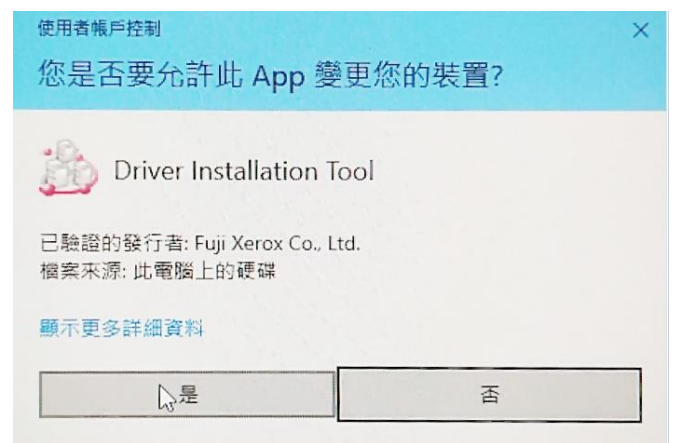 使用者帳戶控制
您是否要允許此 App 變更您的裝置?
Driver Installation Tool
已驗證的發行者: Fuji Xerox Co., Ltd.
檔案來源: 此電腦上的硬碟
顯示更多詳細資料
是
否